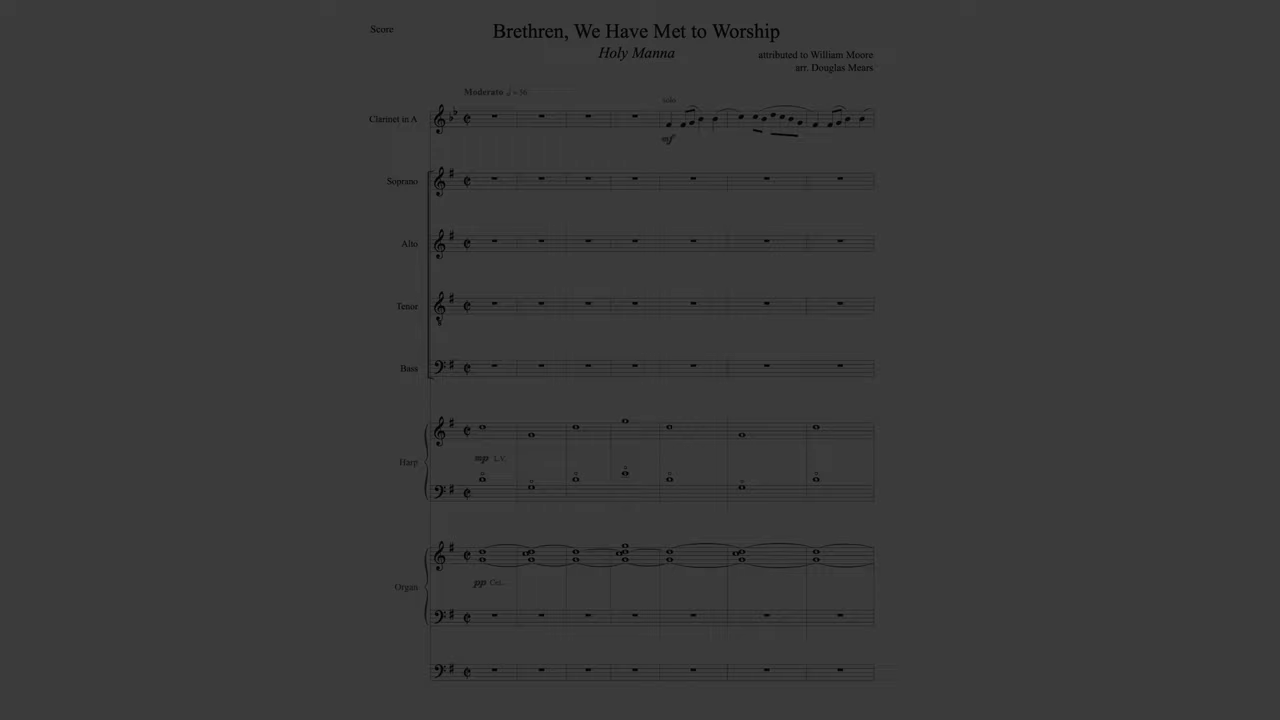 Score
Brethren, We Have Met to Worship
Holy Manna
attributed to William Moore
arr. Douglas Mears
Moderato
solo
Clarinet in A
mf
Soprano
Alto
Tenor
Bass
Harp
mp L.V.
Organ
pp